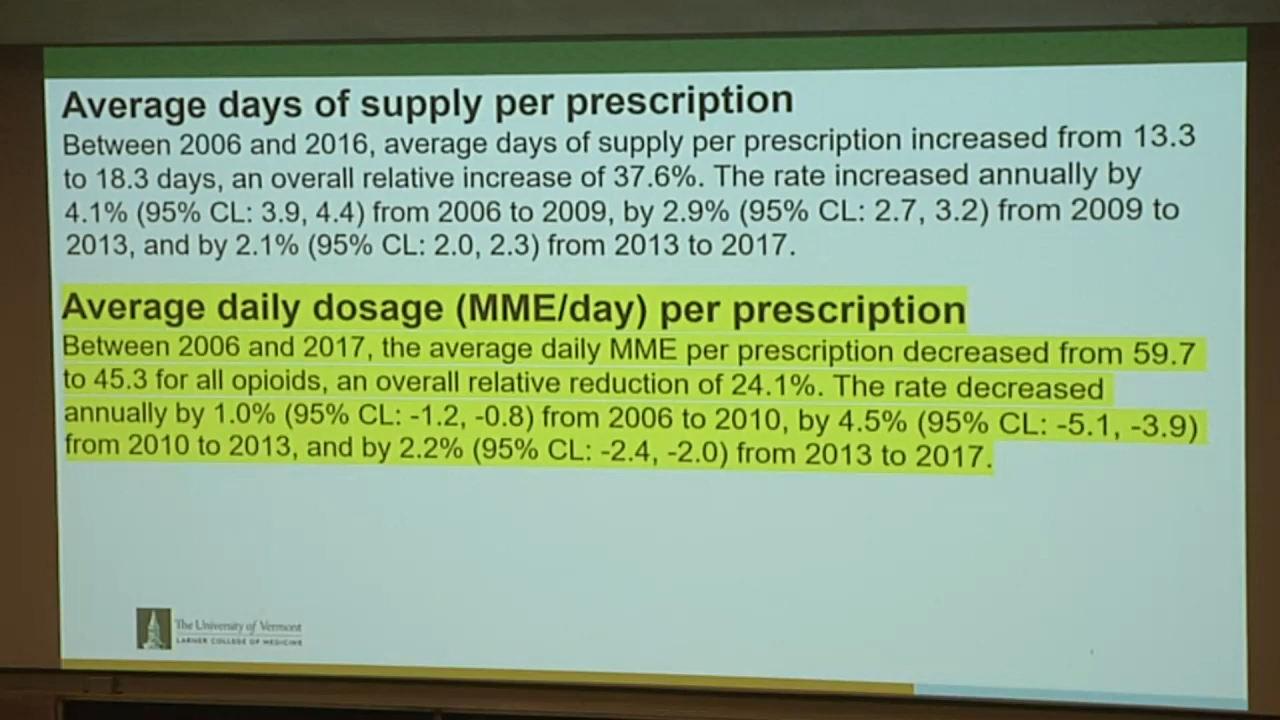 Average days of supply per prescription
Between 2006 and 2016, average days of supply per prescription increased from 13.3
to 18.3 days, an overall relative increase of 37.6%. The rate increased annually by
4.1% (95% CL: 3.9, 4.4) from 2006 to 2009, by 2.9% (95% CL: 2.7, 3.2) from 2009 to
2013, and by 2.1% (95% CL: 2.0, 2.3) from 2013 to 2017.
Average daily dosage (MME/day) per prescription
Between 2006 and 2017, the average daily MME per prescription decreased from 59.7
to 45.3 for all opioids, an overall relative reduction of 24.1%. The rate decreased
annually by 1.0% (95% CL: -1.2, -0.8) from 2006 to 2010, by 4.5% (95% CL: -5.1, -3.9)
from 2010 to 2013, and by 2.2% (95% CL: -2.4, -2.0) from 2013 to 2017.
The University of Vermont
LARNER COLLEGE OF MEDICINE